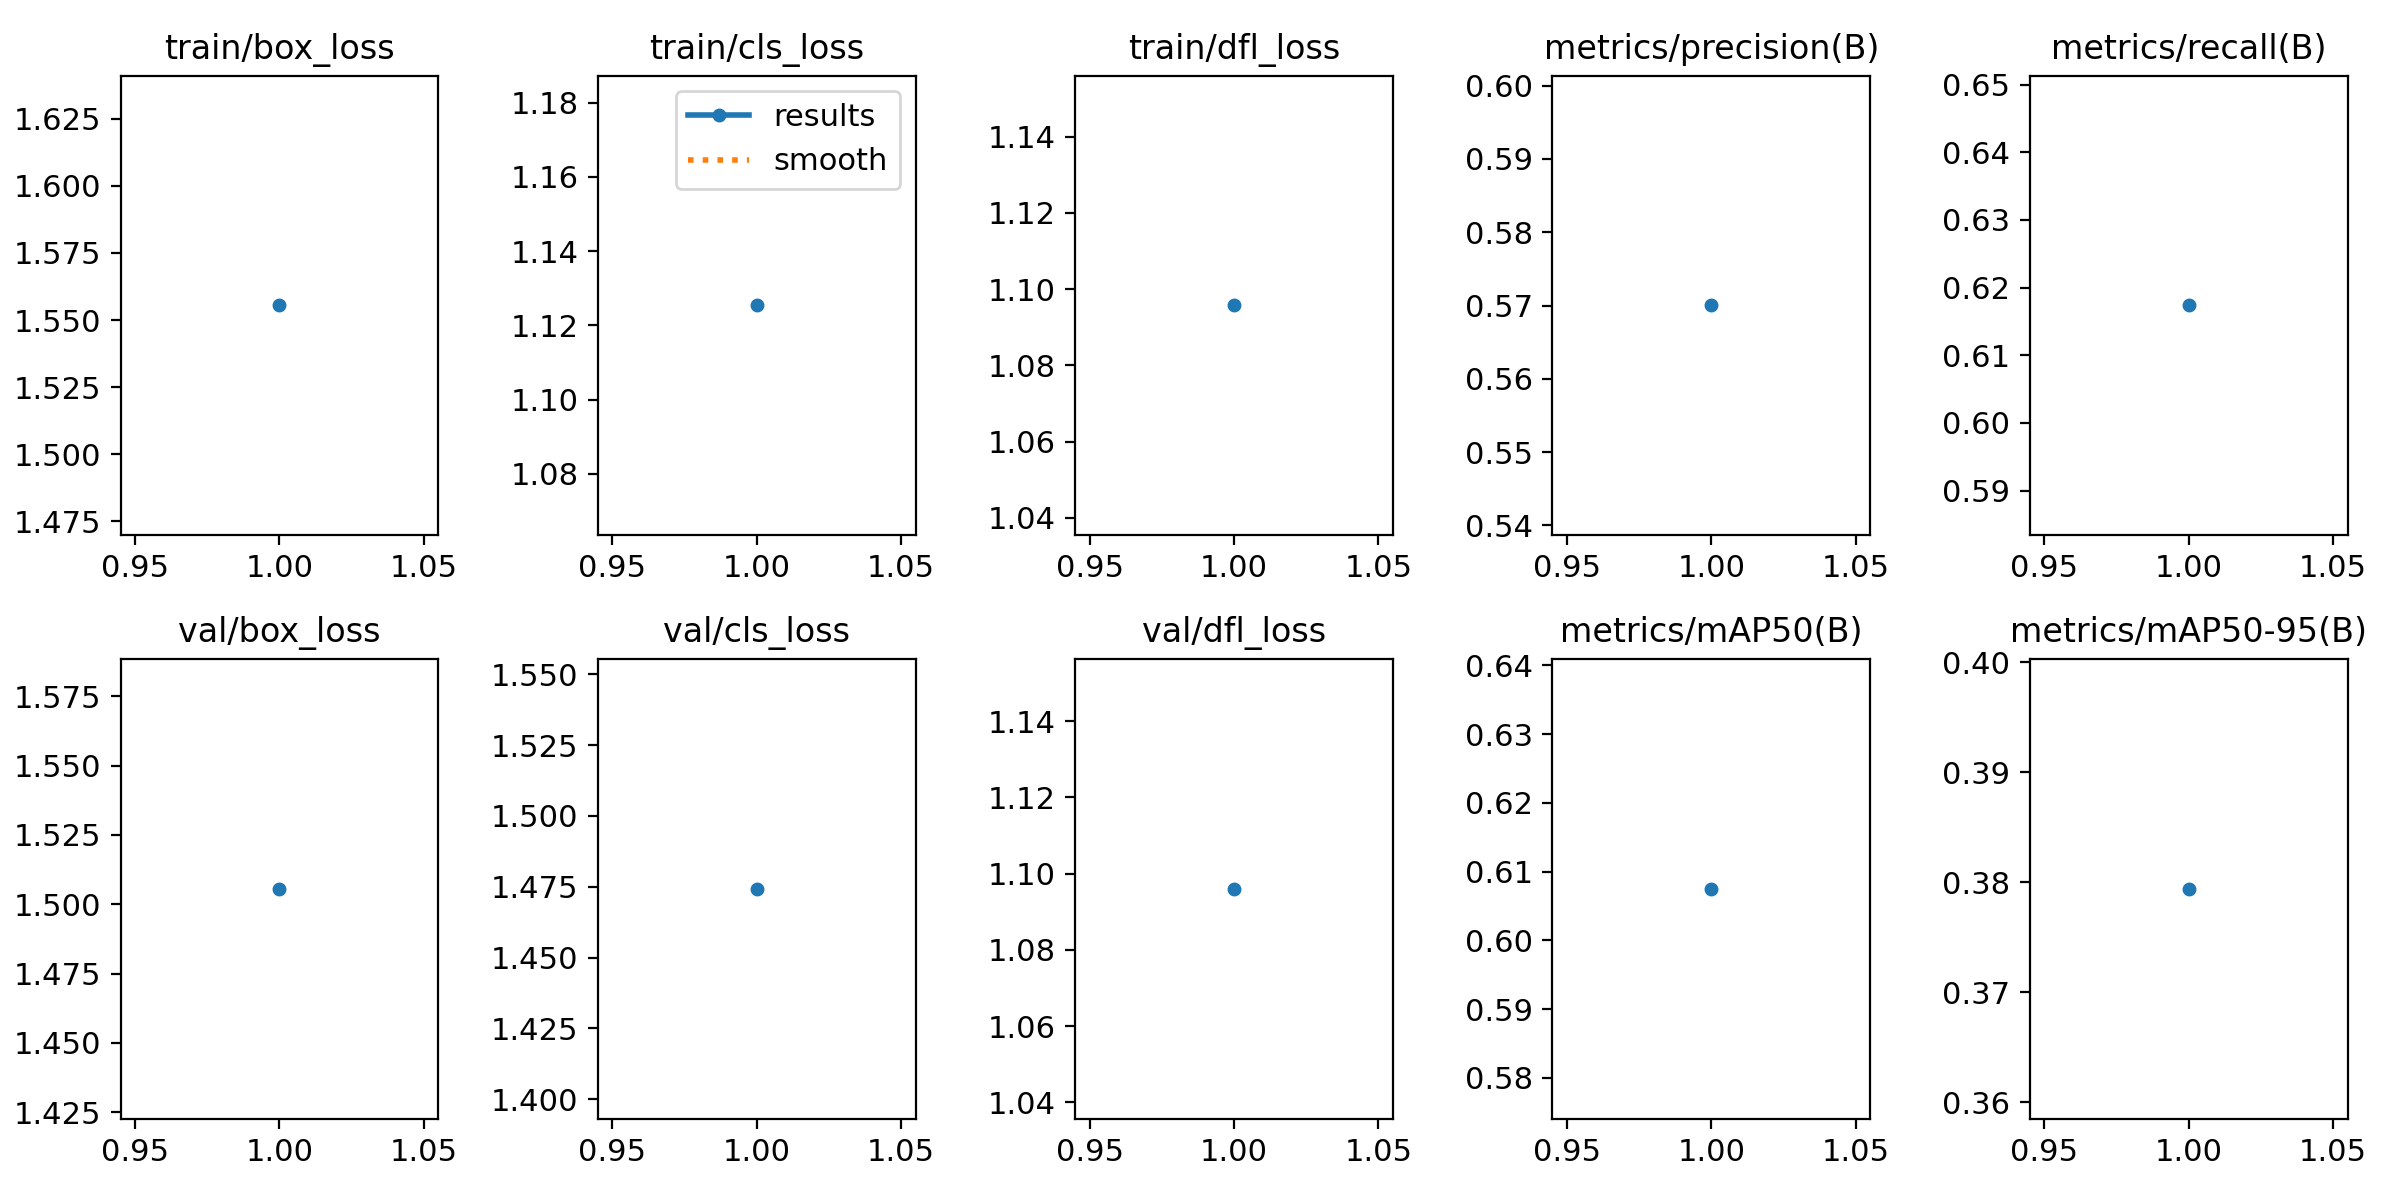 train/box_loss
1.625
1.600
1.575
1.550
1.525
1.500
1.475
0.95 1.00 1.05
train/cls_loss
results
smooth
1.18
1.16
1.14
1.12
1.10
1.08
0.95 1.00 1.05
train/dfl_loss
1.14
1.12
1.10
1.08
1.06
1.04
0.95 1.00 1.05
metrics/precision(B)
0.60
0.59
0.58
0.57
0.56
0.55
0.54
0.95 1.00 1.05
metrics/recall(B)
0.65
0.64
0.63
0.62
0.61
0.60
0.59
0.95 1.00 1.05
val/box_loss
1.575
1.550
1.525
1.500
1.475
1.450
1.425
0.95 1.00 1.05
val/cls_loss
1.550
1.525
1.500
1.475
1.450
1.425
1.400
0.95 1.00 1.05
val/dfl_loss
1.14
1.12
1.10
1.08
1.06
1.04
0.95 1.00 1.05
metrics/mAP50(B)
0.64
0.63
0.62
0.61
0.60
0.59
0.58
0.95 1.00 1.05
metrics/mAP50-95(B)
0.40
0.39
0.38
0.37
0.36
0.95 1.00 1.05